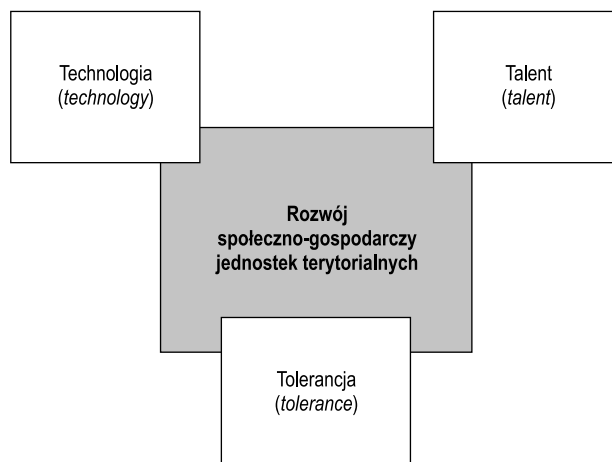 Technologia
(technology)
Talent
(talent)
Rozwój
społeczno-gospodarczy
jednostek terytorialnych
Tolerancja
(tolerance)